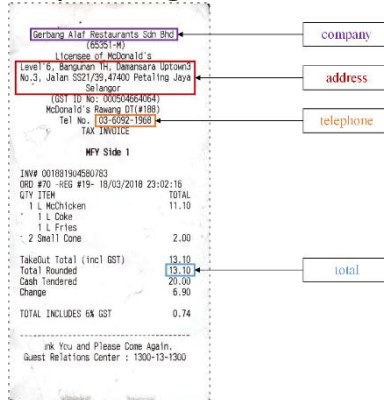 Gerbang Alaf Restaurants Sdn Bhd
(65351-M)
Licensee of McDonald's
Level 6, Bangunan TH, Damansara Uptown3
No.3, Jalan SS21/39,47400 Petaling Jaya
Selangor
(GST ID No: 000504664064)
McDonald's Rawang DT(#188)
Tel No. 03-6092-1968
TAX INVOICE
MFY Side 1
INV# 001881904580783
ORD #70 -REG #19- 18/03/2018 23:02:16
QTY ITEM TOTAL
1 L McChicken 11.10
1 L Coke
1 L Fries
2 Small Cone 2.00
TakeOut Total (incl GST) 13.10
Total Rounded 13.10
Cash Tendered 20.00
Change 6.90
TOTAL INCLUDES 6% GST 0.74
ink You and Please Come Again.
Guest Relations Center : 1300-13-1300
company
address
telephone
total